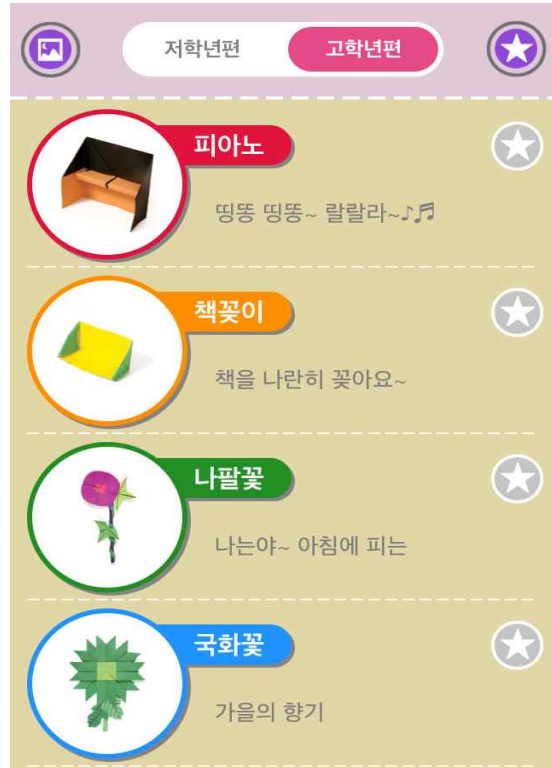 저학년편
고학년편
피아노
띵똥 띵똥~ 랄랄라~♪♬
책꽂이
책을 나란히 꽂아요~
나팔꽃
나는야~ 아침에 피는
국화꽃
가을의 향기